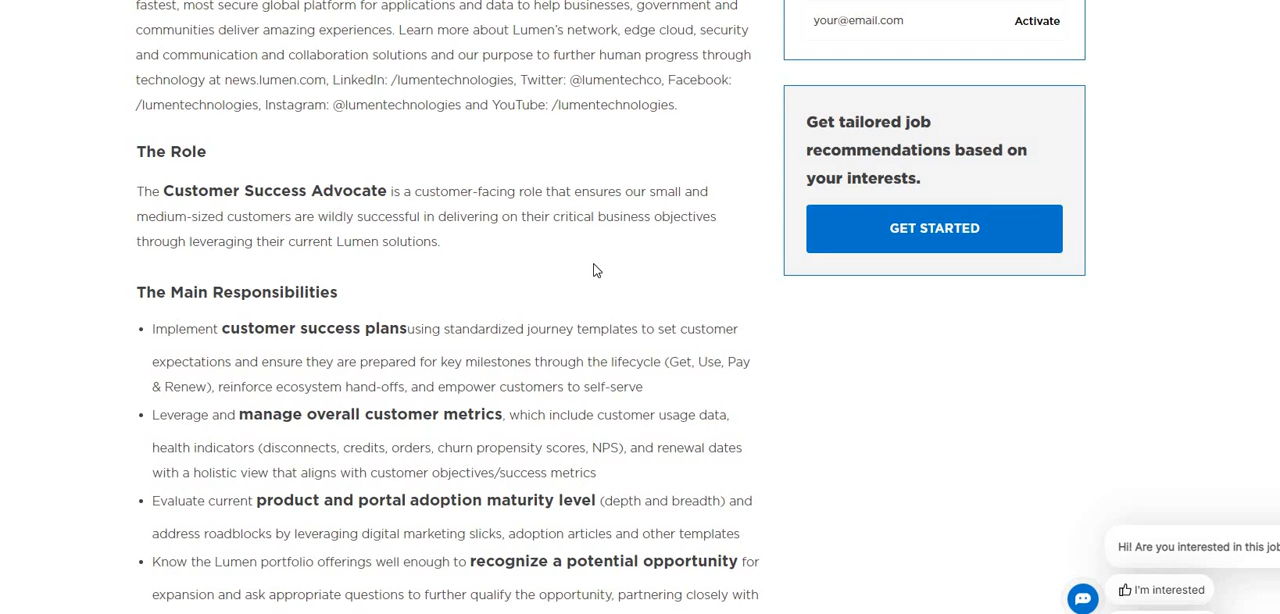 fastest, most secure global platform for applications and data to help businesses, government and
communities deliver amazing experiences. Learn more about Lumen's network, edge cloud, security
and communication and collaboration solutions and our purpose to further human progress through
technology at news.lumen.com, LinkedIn: /lumentechnologies, Twitter: @lumentechco, Facebook:
/lumentechnologies, Instagram: @lumentechnologies and YouTube: /lumentechnologies.
The Role
The Customer Success Advocate is a customer-facing role that ensures our small and
medium-sized customers are wildly successful in delivering on their critical business objectives
through leveraging their current Lumen solutions.
The Main Responsibilities
• Implement customer success plansusing standardized journey templates to set customer
expectations and ensure they are prepared for key milestones through the lifecycle (Get, Use, Pay
& Renew), reinforce ecosystem hand-offs, and empower customers to self-serve
• Leverage and manage overall customer metrics, which include customer usage data,
health indicators (disconnects, credits, orders, churn propensity scores, NPS), and renewal dates
with a holistic view that aligns with customer objectives/success metrics
• Evaluate current product and portal adoption maturity level (depth and breadth) and
address roadblocks by leveraging digital marketing slicks, adoption articles and other templates
• Know the Lumen portfolio offerings well enough to recognize a potential opportunity for
expansion and ask appropriate questions to further qualify the opportunity, partnering closely with
your@email.com Activate
Get tailored job
recommendations based on
your interests.
GET STARTED
Hi! Are you interested in this job
I'm interested